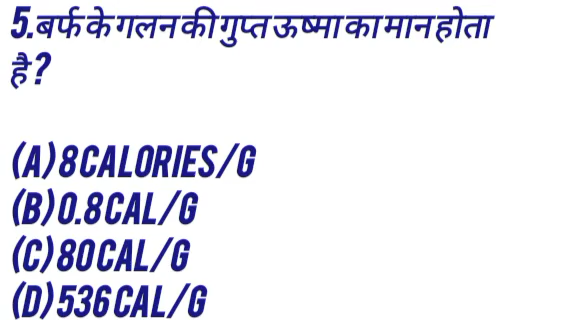 5.बर्फ के गलन की गुप्त ऊष्मा का मान होता
है?
(A) 8 CALORIES/G
(B) 0.8 CAL/G
(C) 80 CAL/G
(D) 536 CAL/G